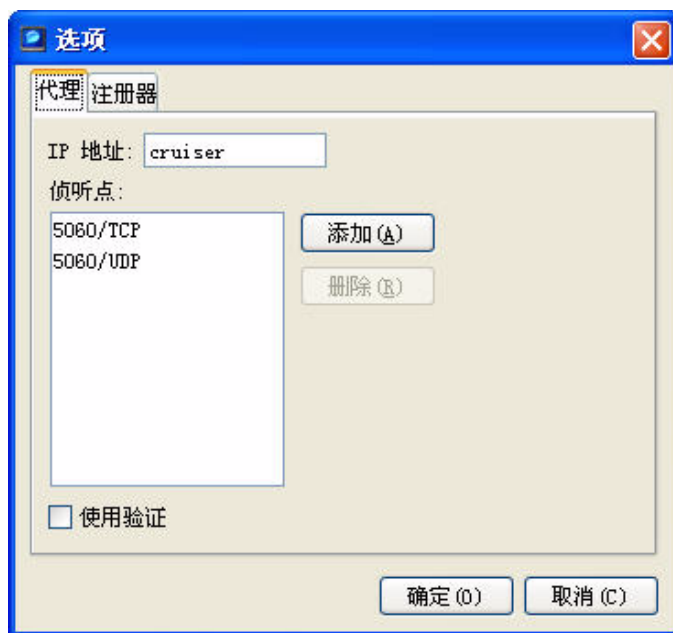 选项
代理 注册器
IP 地址: cruiser
侦听点:
5060/TCP
5060/UDP
添加(A)
删除(R)
使用验证
确定(O) 取消(C)